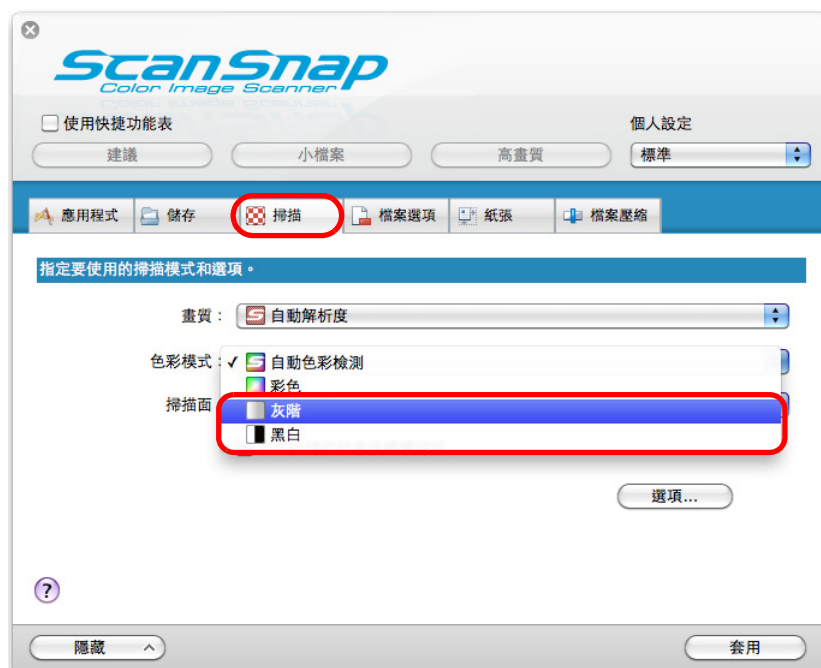 ScanSnap
Color Image Scanner
使用快捷功能表
個人設定
建議 小檔案 高畫質 標準
應用程式 儲存 掃描 檔案選項 紙張 檔案壓縮
指定要使用的掃描模式和選項。
畫質： 自動解析度
色彩模式： ✓ 自動色彩檢測
彩色
掃描面
灰階
黑白
選項...
?
隱藏 套用